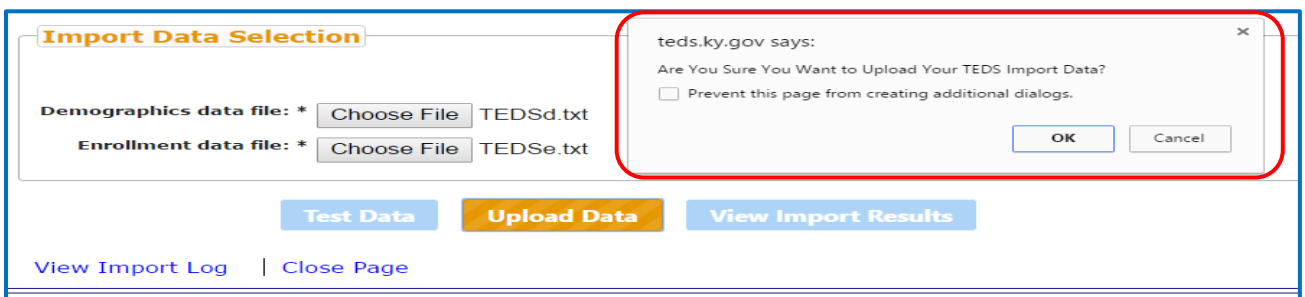 Import Data Selection
Demographics data file: * Choose File TEDSd.txt
Enrollment data file: * Choose File TEDSe.txt
teds.ky.gov says:
×
Are You Sure You Want to Upload Your TEDS Import Data?
Prevent this page from creating additional dialogs.
OK Cancel
Test Data Upload Data View Import Results
View Import Log | Close Page